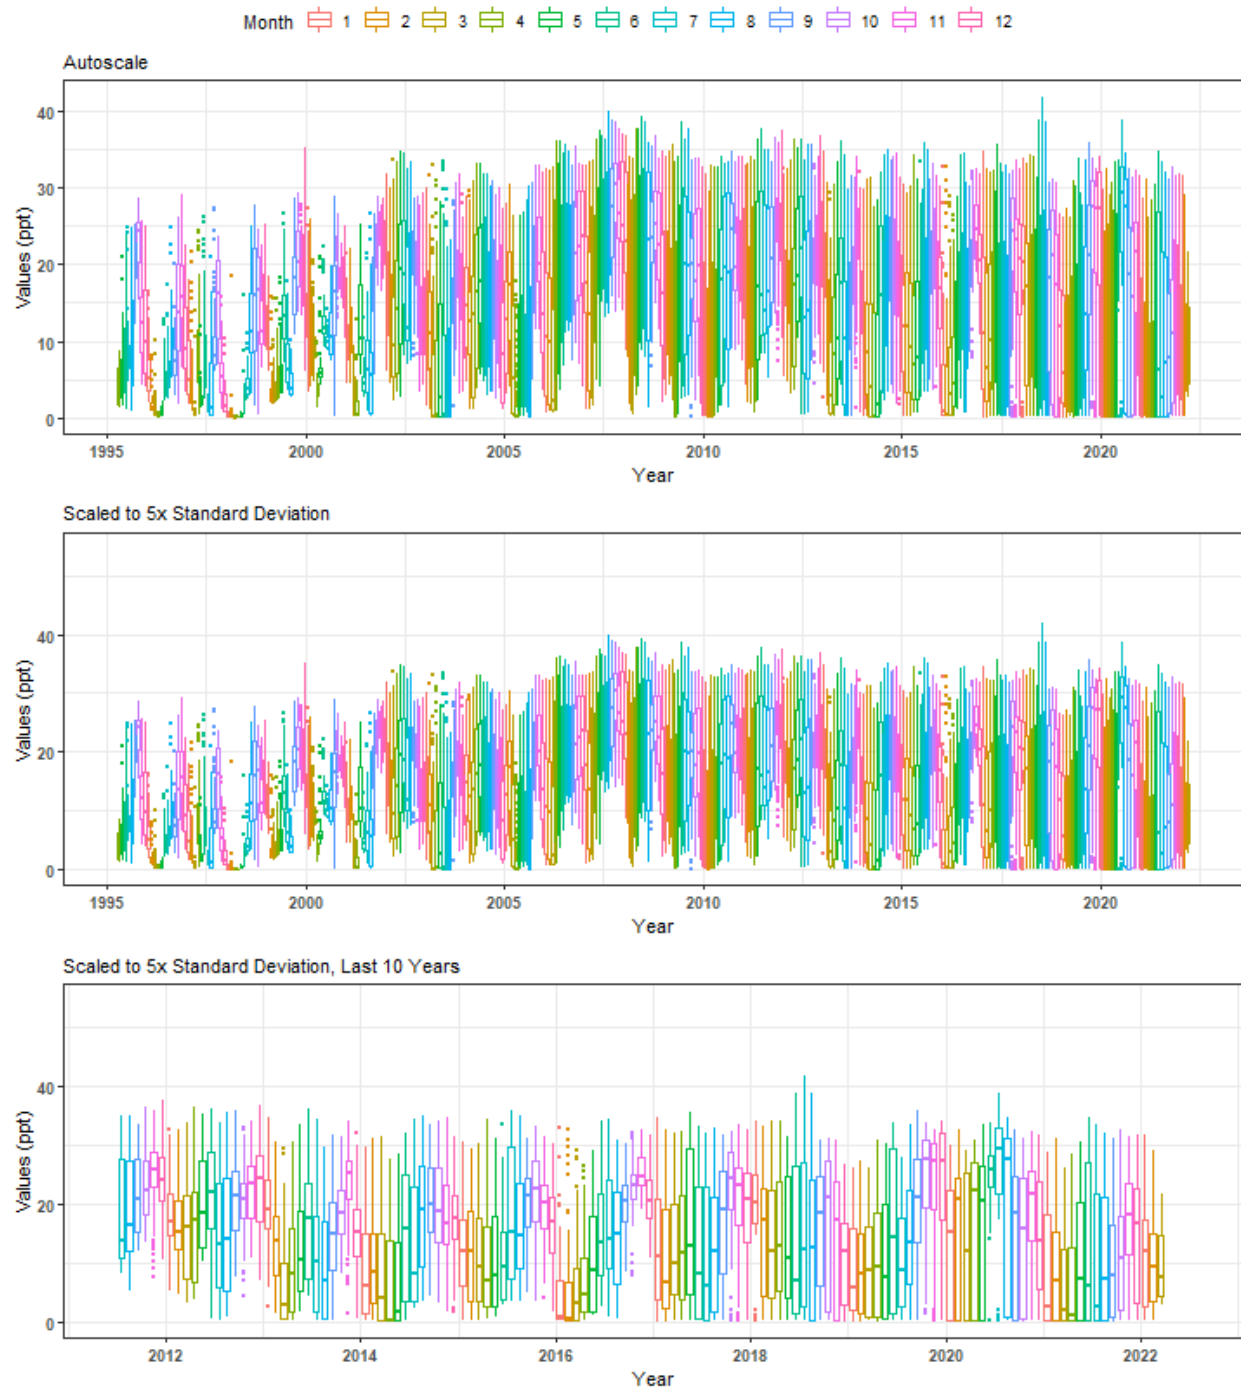 Month 1 2 3 4 5 6 7 8 9 10 11 12
Autoscale
Values (ppt)
40
30
20
10
0
1995 2000 2005 2010 2015 2020
Year
Scaled to 5x Standard Deviation
Values (ppt)
40
20
0
1995 2000 2005 2010 2015 2020
Year
Scaled to 5x Standard Deviation, Last 10 Years
Values (ppt)
40
20
0
2012 2014 2016 2018 2020 2022
Year